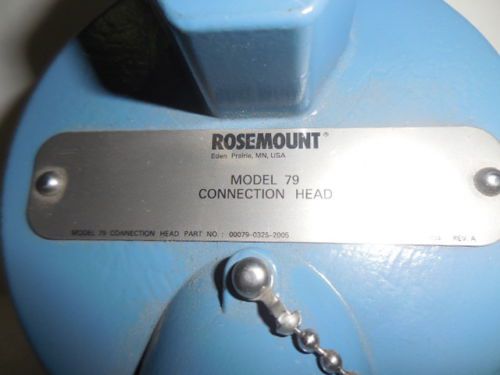 ROSEMOUNT®
Eden Prairie, MN, USA
MODEL 79
CONNECTION HEAD
MODEL 79 CONNECTION HEAD PART NO.: 00079-0325-2005 REV. A